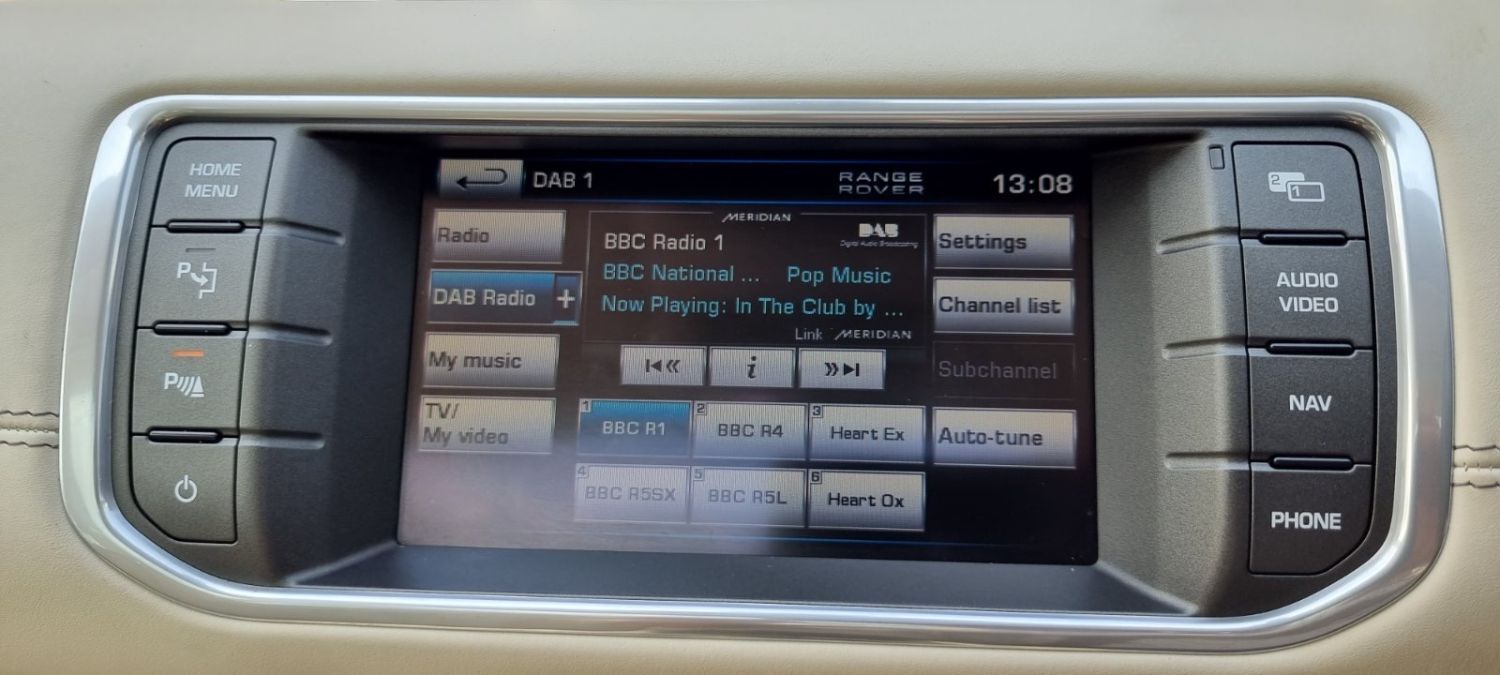 HOME
MENU
P
P
DAB 1
RANGE
ROVER
13:08
Radio
DAB Radio +
My music
TV/
My video
MERIDIAN
BBC Radio 1
DAB
Digital Audio Broadcasting
BBC National ... Pop Music
Now Playing: In The Club by ...
Link MERIDIAN
i
1 BBC R1
2 BBC R4
3 Heart Ex
4 BBC R5SX
5 BBC R5L
6 Heart Ox
Settings
Channel list
Subchannel
Auto-tune
2 1
AUDIO
VIDEO
NAV
PHONE